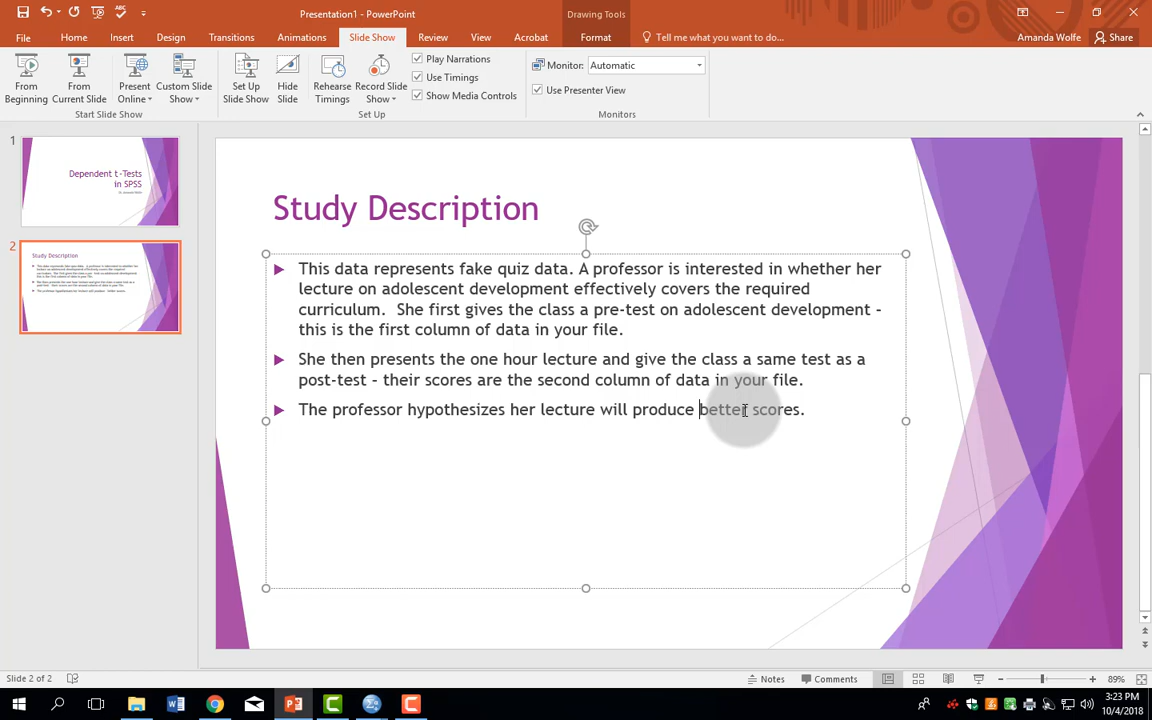 Presentation1 - PowerPoint
Drawing Tools
File
Home
Insert
Design
Transitions
Animations
Slide Show
Review
View
Acrobat
Format
Tell me what you want to do...
Amanda Wolfe
Share
From Beginning
From Current Slide
Present Online
Custom Slide Show
Set Up Slide Show
Hide Slide
Rehearse Timings
Record Slide Show
Play Narrations
Use Timings
Show Media Controls
Monitor: Automatic
Use Presenter View
Start Slide Show
Set Up
Monitors
1
Dependent t-Tests
in SPSS
2
Study Description
Study Description
This data represents fake quiz data. A professor is interested in whether her
lecture on adolescent development effectively covers the required
curriculum.  She first gives the class a pre-test on adolescent development -
this is the first column of data in your file.
She then presents the one hour lecture and give the class a same test as a
post-test - their scores are the second column of data in your file.
The professor hypothesizes her lecture will produce better scores.
Slide 2 of 2
Notes
Comments
89%
3:23 PM
10/4/2018